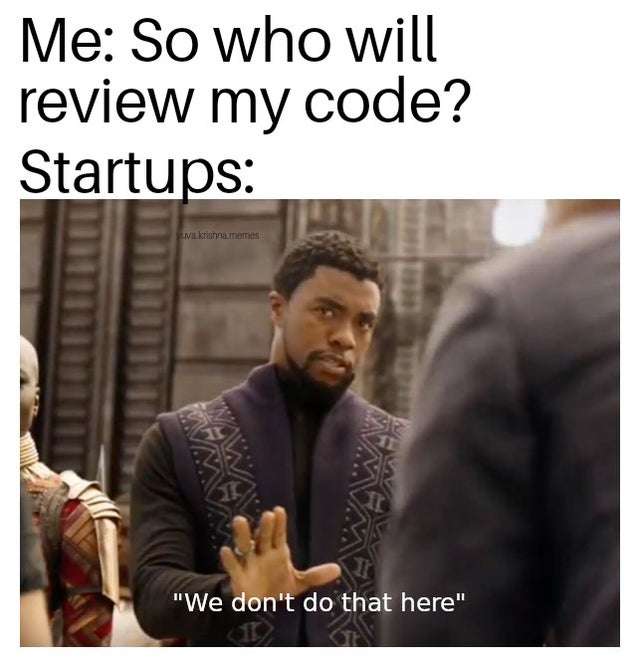 Me: So who will
review my code?
Startups:
yuva.krishna.memes
"We don't do that here"